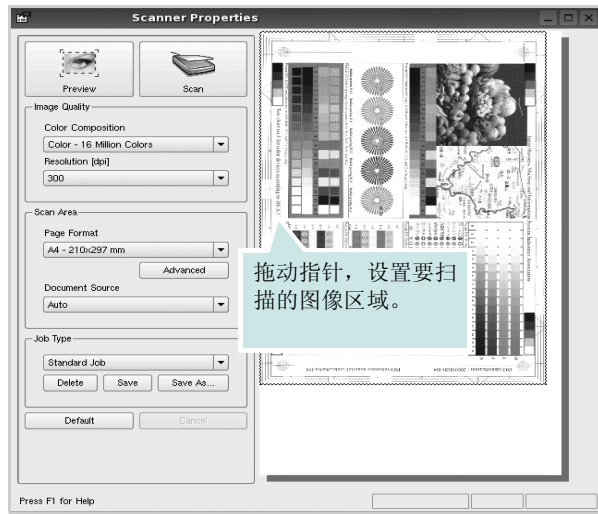 Scanner Properties
Preview
Scan
Image Quality
Color Composition
Color - 16 Million Colors
Resolution [dpi]
300
Scan Area
Page Format
A4 - 210x297 mm
Advanced
Document Source
Auto
Job Type
Standard Job
Delete
Save
Save As...
Default
Cancel
拖动指针，设置要扫
描的图像区域。
Press F1 for Help